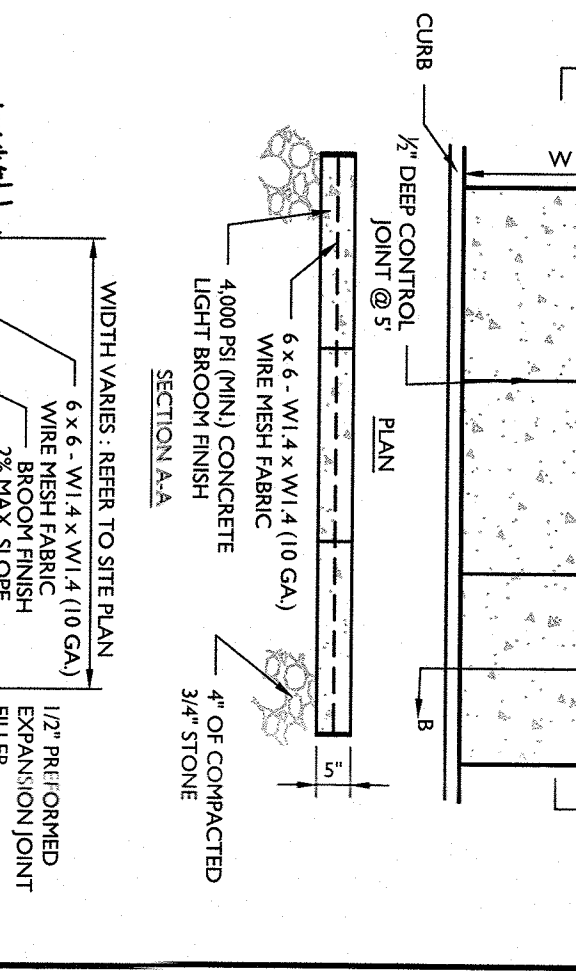 W
CURB
½" DEEP CONTROL
JOINT @ 5'
PLAN
B
6 x 6 - W1.4 x W1.4 (10 GA.)
WIRE MESH FABRIC
4,000 PSI (MIN.) CONCRETE
LIGHT BROOM FINISH
SECTION A-A
5"
4" OF COMPACTED
3/4" STONE
WIDTH VARIES : REFER TO SITE PLAN
6 x 6 - W1.4 x W1.4 (10 GA.)
WIRE MESH FABRIC
BROOM FINISH
2% MAX. SLOPE
1/2" PREFORMED
EXPANSION JOINT
FILLER